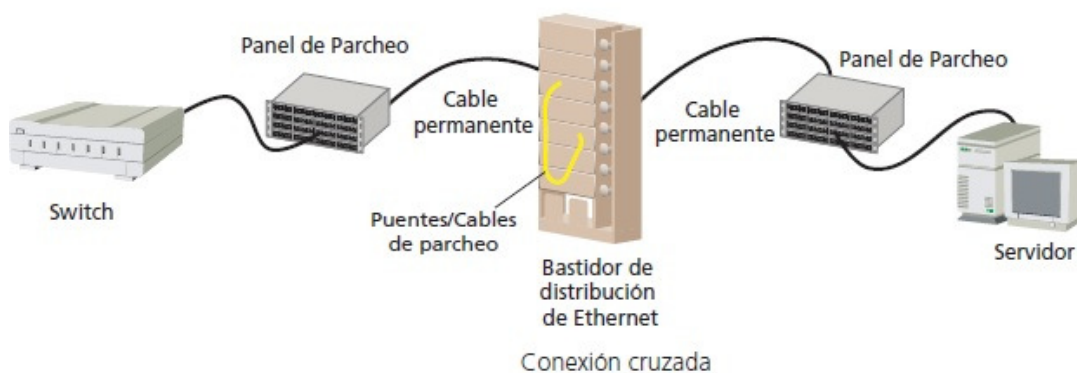 Panel de Parcheo
Switch
Cable
permanente
Puentes/Cables
de parcheo
Bastidor de
distribución
de Ethernet
Cable
permanente
Panel de Parcheo
Servidor
Conexión cruzada